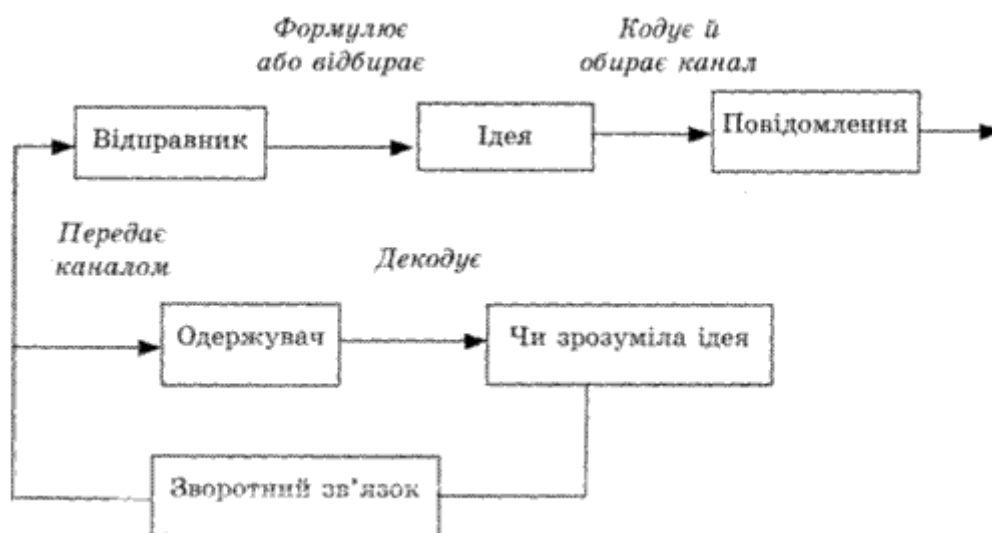 Формулює
або відбирає
Кодує й
обирає канал
Відправник
Ідея
Повідомлення
Передає
каналом
Декодує
Одержувач
Чи зрозуміла ідея
Зворотний зв'язок